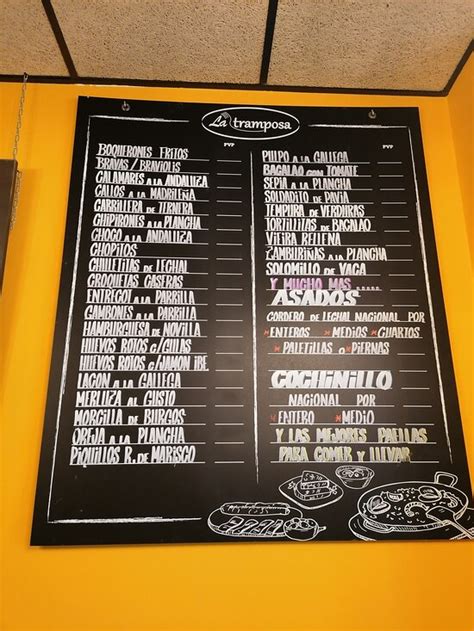 La tramposa
PVP
BOQUERONES FRITOS
BRAVAS / BRAVIOLIS
CALAMARES A LA ANDALUZA
CALLOS A LA MADRILEÑA
CARRILLERA DE TERNERA
CHIPIRONES A LA PLANCHA
CHOCO A LA ANDALUZA
CHOPITOS
CHULETITAS DE LECHAL
CROQUETAS CASERAS
ENTRECOT A LA PARRILLA
GAMBONES A LA PARRILLA
HAMBURGUESA DE NOVILLA
HUEVOS ROTOS C/GULAS
HUEVOS ROTOS C/JAMON IBE
LACON A LA GALLEGA
MERLUZA AL GUSTO
MORCILLA DE BURGOS
OREJA A LA PLANCHA
PIQUILLOS R. DE MARISCO
PVP
PULPO A LA GALLEGA
BACALAO CON TOMATE
SEPIA A LA PLANCHA
SOLDADITO DE PAVIA
TEMPURA DE VERDURAS
TORTILLITAS DE BACALAO
VIEIRA RELLENA
ZAMBURIÑAS A LA PLANCHA
SOLOMILLO DE VACA
Y MUCHO MAS.....
ASADOS
CORDERO DE LECHAL NACIONAL POR
* ENTEROS * MEDIOS * CUARTOS
* PALETILLAS O PIERNAS
COCHINILLO
NACIONAL POR
* ENTERO * MEDIO
Y LAS MEJORES PAELLAS
PARA COMER Y LLEVAR